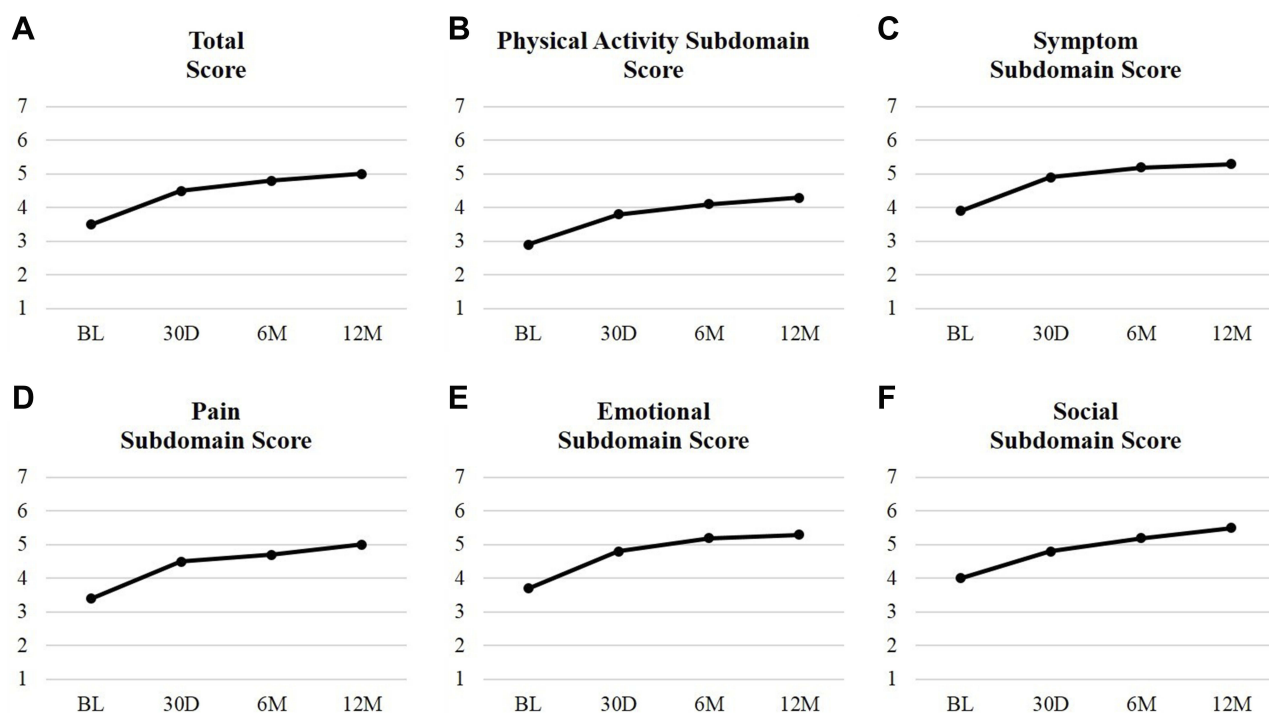 A
Total
Score
7
6
5
4
3
2
1
BL 30D 6M 12M
B
Physical Activity Subdomain
Score
7
6
5
4
3
2
1
BL 30D 6M 12M
C
Symptom
Subdomain Score
7
6
5
4
3
2
1
BL 30D 6M 12M
D
Pain
Subdomain Score
7
6
5
4
3
2
1
BL 30D 6M 12M
E
Emotional
Subdomain Score
7
6
5
4
3
2
1
BL 30D 6M 12M
F
Social
Subdomain Score
7
6
5
4
3
2
1
BL 30D 6M 12M